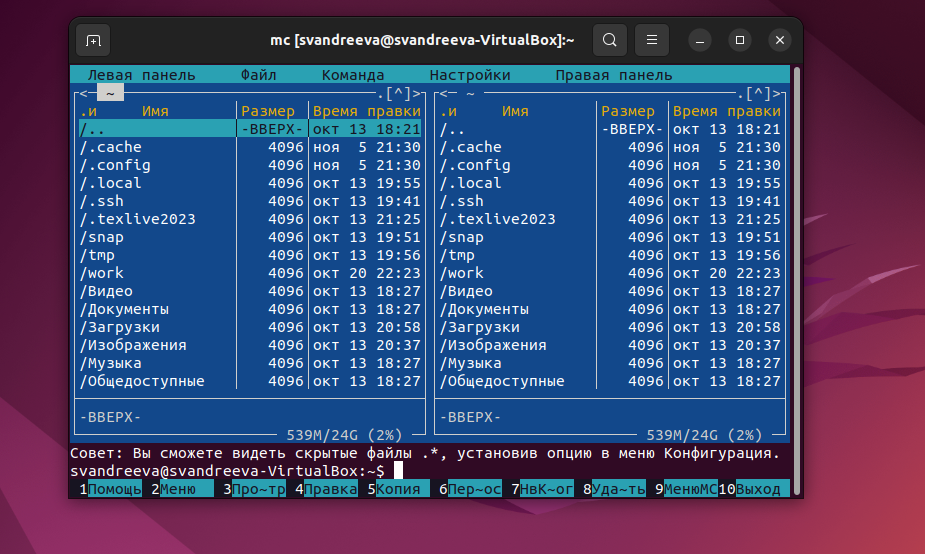 mc [svandreeva@svandreeva-VirtualBox]:~
Левая панель Файл Команда Настройки Правая панель
<─ ~ .[^]> <─ ~ .[^]>
.и Имя Размер Время правки .и Имя Размер Время правки
/.. -ВВЕРХ- окт 13 18:21 /.. -ВВЕРХ- окт 13 18:21
/.cache 4096 ноя 5 21:30 /.cache 4096 ноя 5 21:30
/.config 4096 ноя 5 21:30 /.config 4096 ноя 5 21:30
/.local 4096 окт 13 19:55 /.local 4096 окт 13 19:55
/.ssh 4096 окт 13 19:41 /.ssh 4096 окт 13 19:41
/.texlive2023 4096 окт 13 21:25 /.texlive2023 4096 окт 13 21:25
/snap 4096 окт 13 19:51 /snap 4096 окт 13 19:51
/tmp 4096 окт 13 19:56 /tmp 4096 окт 13 19:56
/work 4096 окт 20 22:23 /work 4096 окт 20 22:23
/Видео 4096 окт 13 18:27 /Видео 4096 окт 13 18:27
/Документы 4096 окт 13 18:27 /Документы 4096 окт 13 18:27
/Загрузки 4096 окт 13 20:58 /Загрузки 4096 окт 13 20:58
/Изображения 4096 окт 13 20:37 /Изображения 4096 окт 13 20:37
/Музыка 4096 окт 13 18:27 /Музыка 4096 окт 13 18:27
/Общедоступные 4096 окт 13 18:27 /Общедоступные 4096 окт 13 18:27
-ВВЕРХ- -ВВЕРХ-
539M/24G (2%) 539M/24G (2%)
Совет: Вы сможете видеть скрытые файлы .*, установив опцию в меню Конфигурация.
svandreeva@svandreeva-VirtualBox:~$
1Помощь 2Меню 3Про~тр 4Правка 5Копия 6Пер~ос 7НвК~ог 8Уда~ть 9МенюМС10Выход